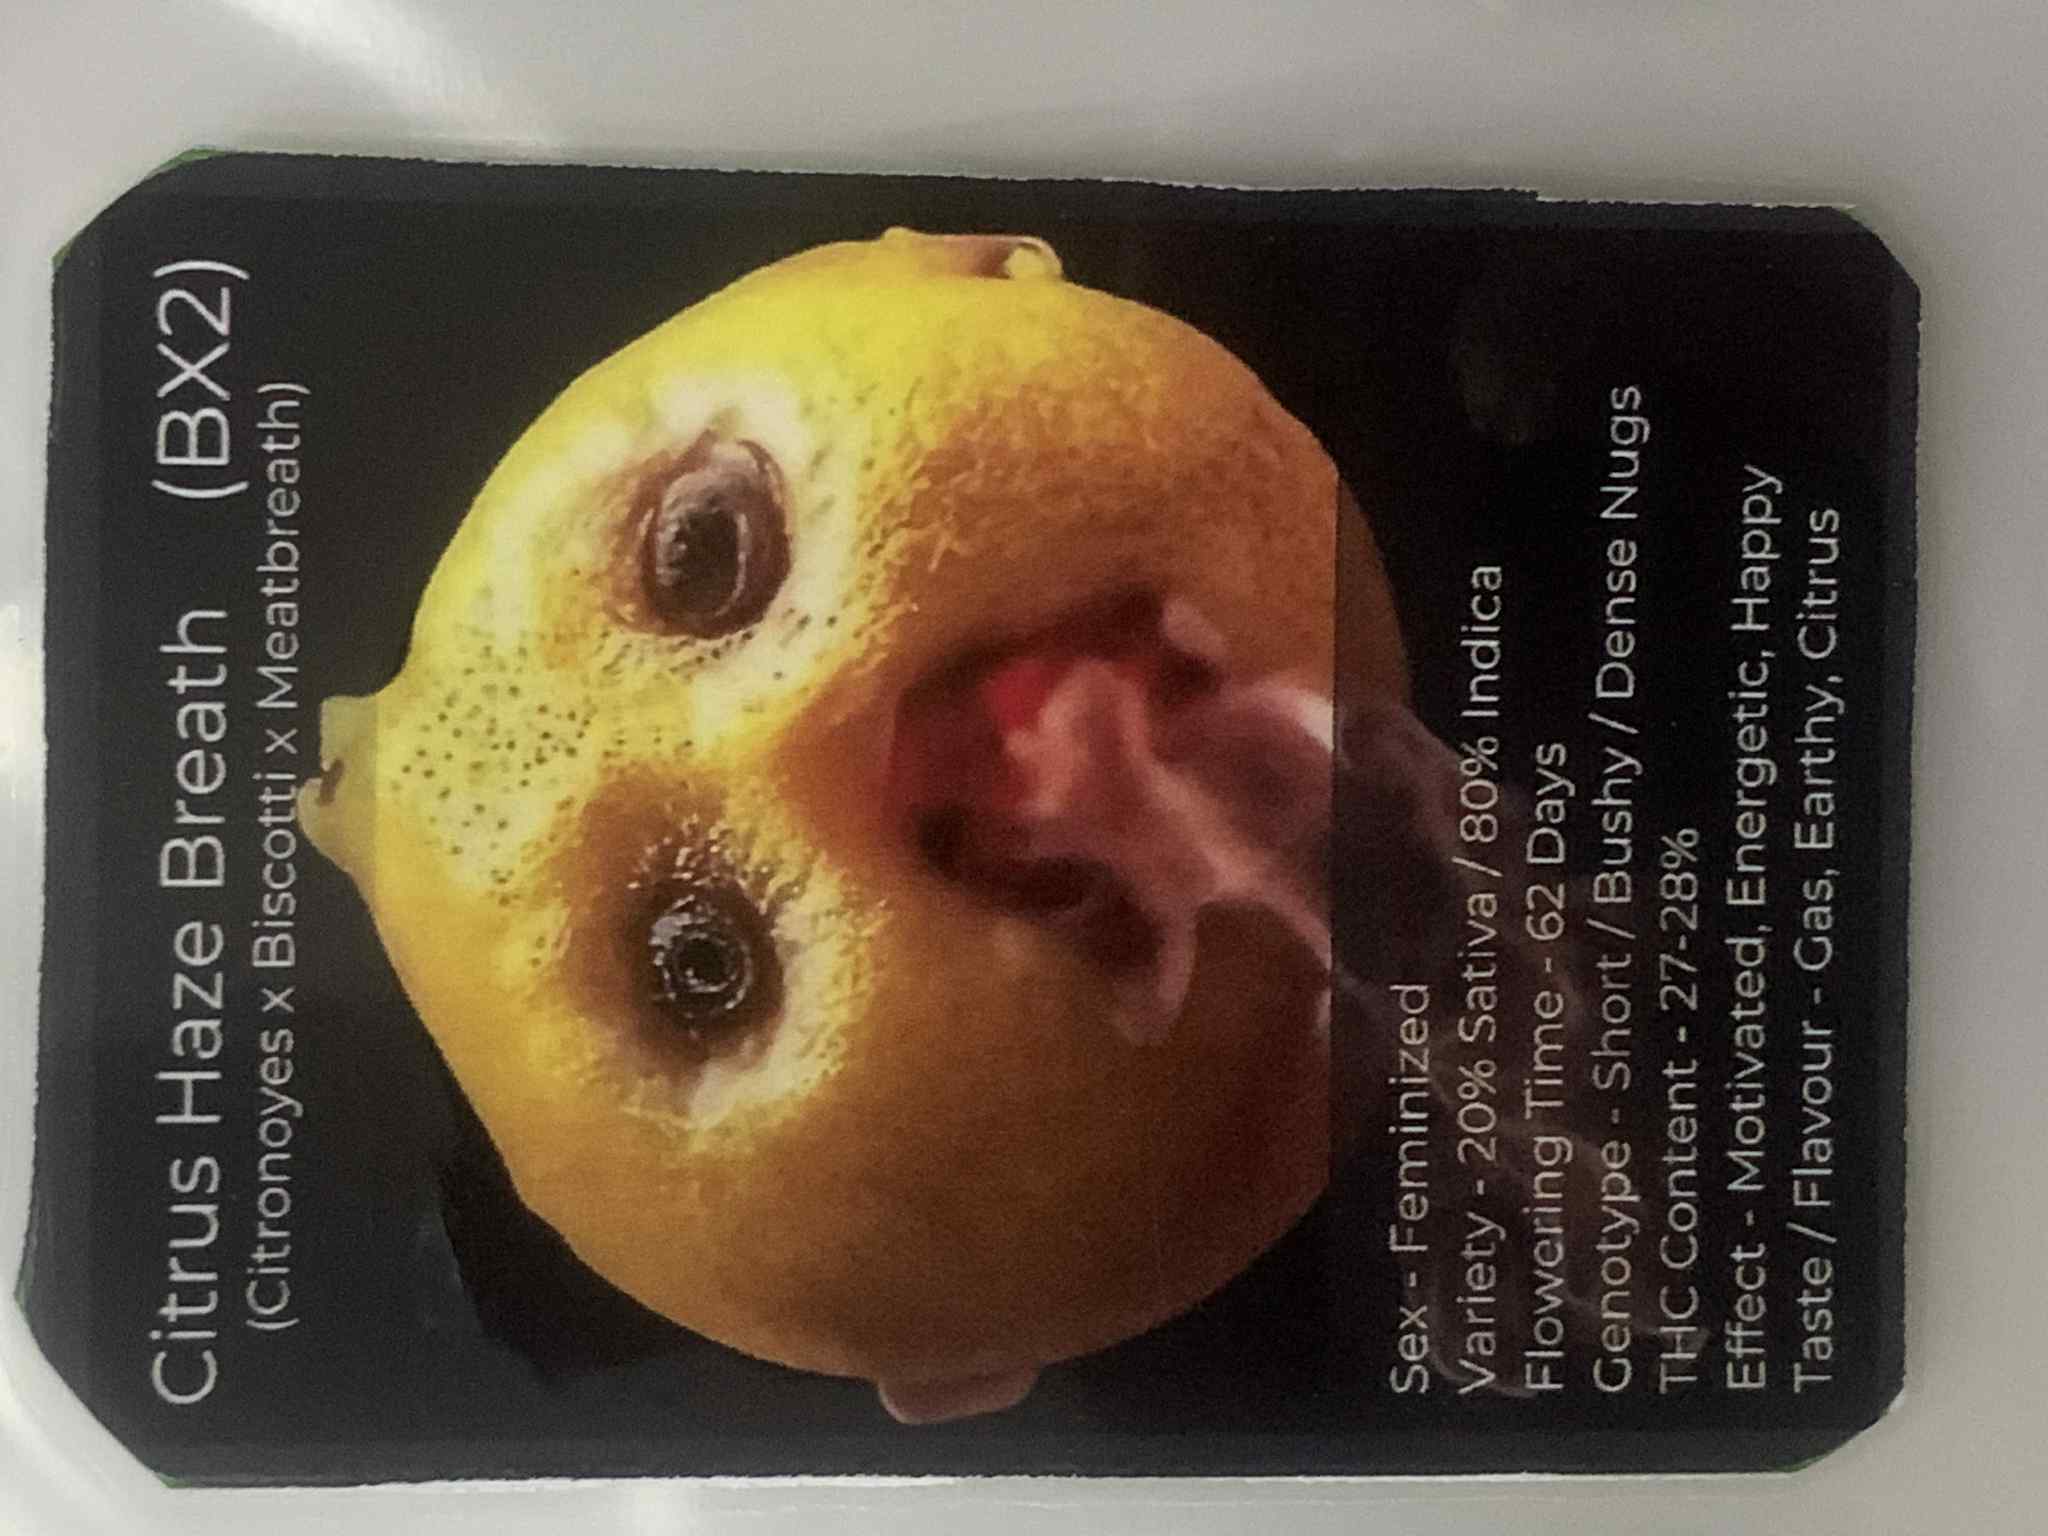 Citrus Haze Breath (BX2)
(Citronoyes x Biscotti x Meatbreath)
Sex - Feminized
Variety - 20% Sativa / 80% Indica
Flowering Time - 62 Days
Genotype - Short / Bushy / Dense Nugs
THC Content - 27-28%
Effect - Motivated, Energetic, Happy
Taste / Flavour - Gas, Earthy, Citrus